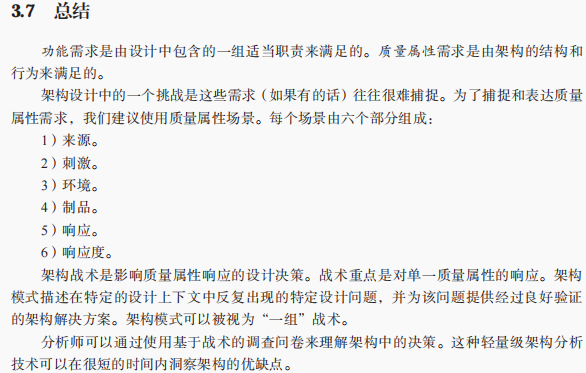 3.7 总结
功能需求是由设计中包含的一组适当职责来满足的。质量属性需求是由架构的结构和
行为来满足的。
架构设计中的一个挑战是这些需求（如果有的话）往往很难捕捉。为了捕捉和表达质量
属性需求，我们建议使用质量属性场景。每个场景由六个部分组成：
1）来源。
2）刺激。
3）环境。
4）制品。
5）响应。
6）响应度。
架构战术是影响质量属性响应的设计决策。战术重点是对单一质量属性的响应。架构
模式描述在特定的设计上下文中反复出现的特定设计问题，并为该问题提供经过良好验证
的架构解决方案。架构模式可以被视为“一组”战术。
分析师可以通过使用基于战术的调查问卷来理解架构中的决策。这种轻量级架构分析
技术可以在很短的时间内洞察架构的优缺点。